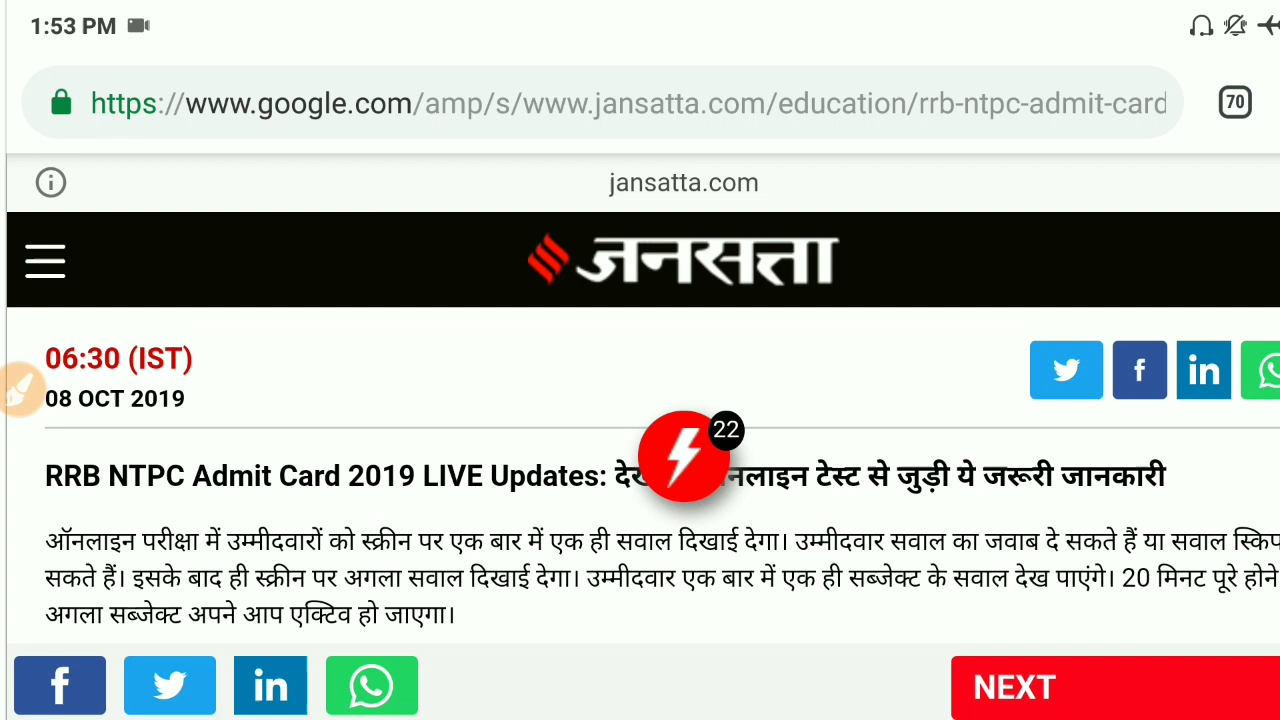 1:53 PM
https://www.google.com/amp/s/www.jansatta.com/education/rrb-ntpc-admit-card
70
jansatta.com
जनसत्ता
06:30 (IST)
08 OCT 2019
22
RRB NTPC Admit Card 2019 LIVE Updates: टेस्ट से जुड़ी ये जरूरी जानकारी
ऑनलाइन परीक्षा में उम्मीदवारों को स्क्रीन पर एक बार में एक ही सवाल दिखाई देगा। उम्मीदवार सवाल का जवाब दे सकते हैं या सवाल स्किप
सकते हैं। इसके बाद ही स्क्रीन पर अगला सवाल दिखाई देगा। उम्मीदवार एक बार में एक ही सब्जेक्ट के सवाल देख पाएंगे। 20 मिनट पूरे होने
अगला सब्जेक्ट अपने आप एक्टिव हो जाएगा।
NEXT